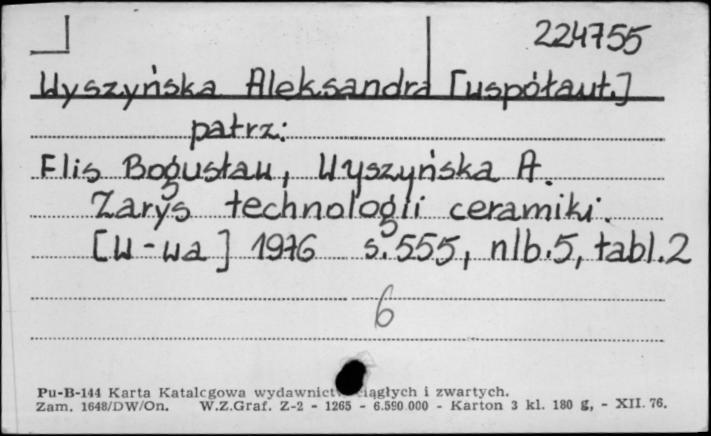 224755
Wyszyńska Aleksandra [współaut.]
patrz:
Flis Bogusław, Wyszyńska A.
Zarys technologii ceramiki.
[W-wa] 1976 s.555, nlb.5, tabl.2
6
Pu-B-144 Karta Katalogowa wydawnictw ciągłych i zwartych.
Zam. 1648/DW/On. W.Z.Graf. Z-2 - 1265 - 6.590 000 - Karton 3 kl. 180 g, - XII. 76.